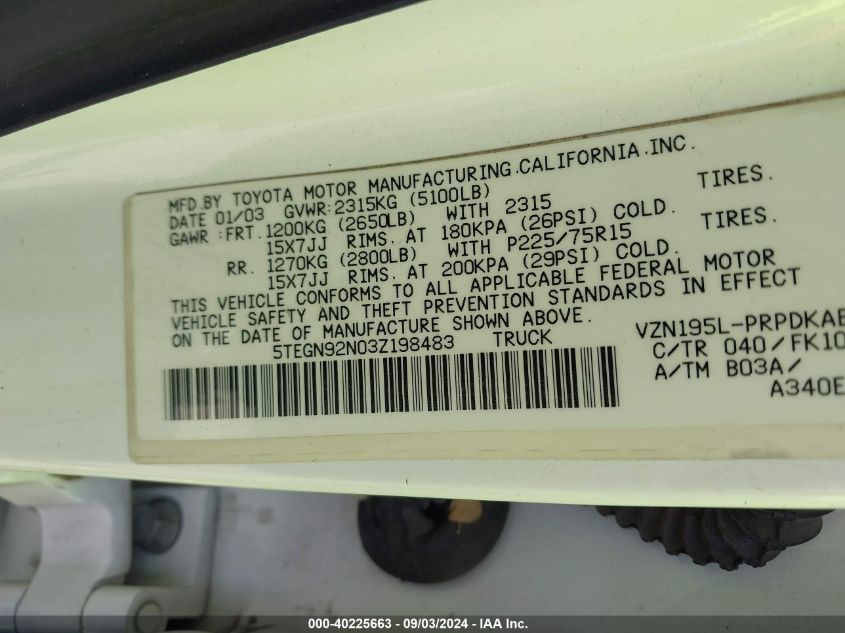 MFD.BY TOYOTA MOTOR MANUFACTURING.CALIFORNIA.INC.
DATE 01/03 GVWR:2315KG (5100LB)
GAWR :FRT.1200KG (2650LB) WITH 2315 TIRES.
15X7JJ RIMS. AT 180KPA (26PSI) COLD.
RR. 1270KG (2800LB) WITH P225/75R15 TIRES.
15X7JJ RIMS. AT 200KPA (29PSI) COLD.
THIS VEHICLE CONFORMS TO ALL APPLICABLE FEDERAL MOTOR
VEHICLE SAFETY AND THEFT PREVENTION STANDARDS IN EFFECT
ON THE DATE OF MANUFACTURE SHOWN ABOVE.
5TEGN92N03Z198483 TRUCK
VZN195L-PRPDKAB
C/TR 040/FK10
A/TM B03A/
A340E
000-40225663 - 09/03/2024 - IAA Inc.